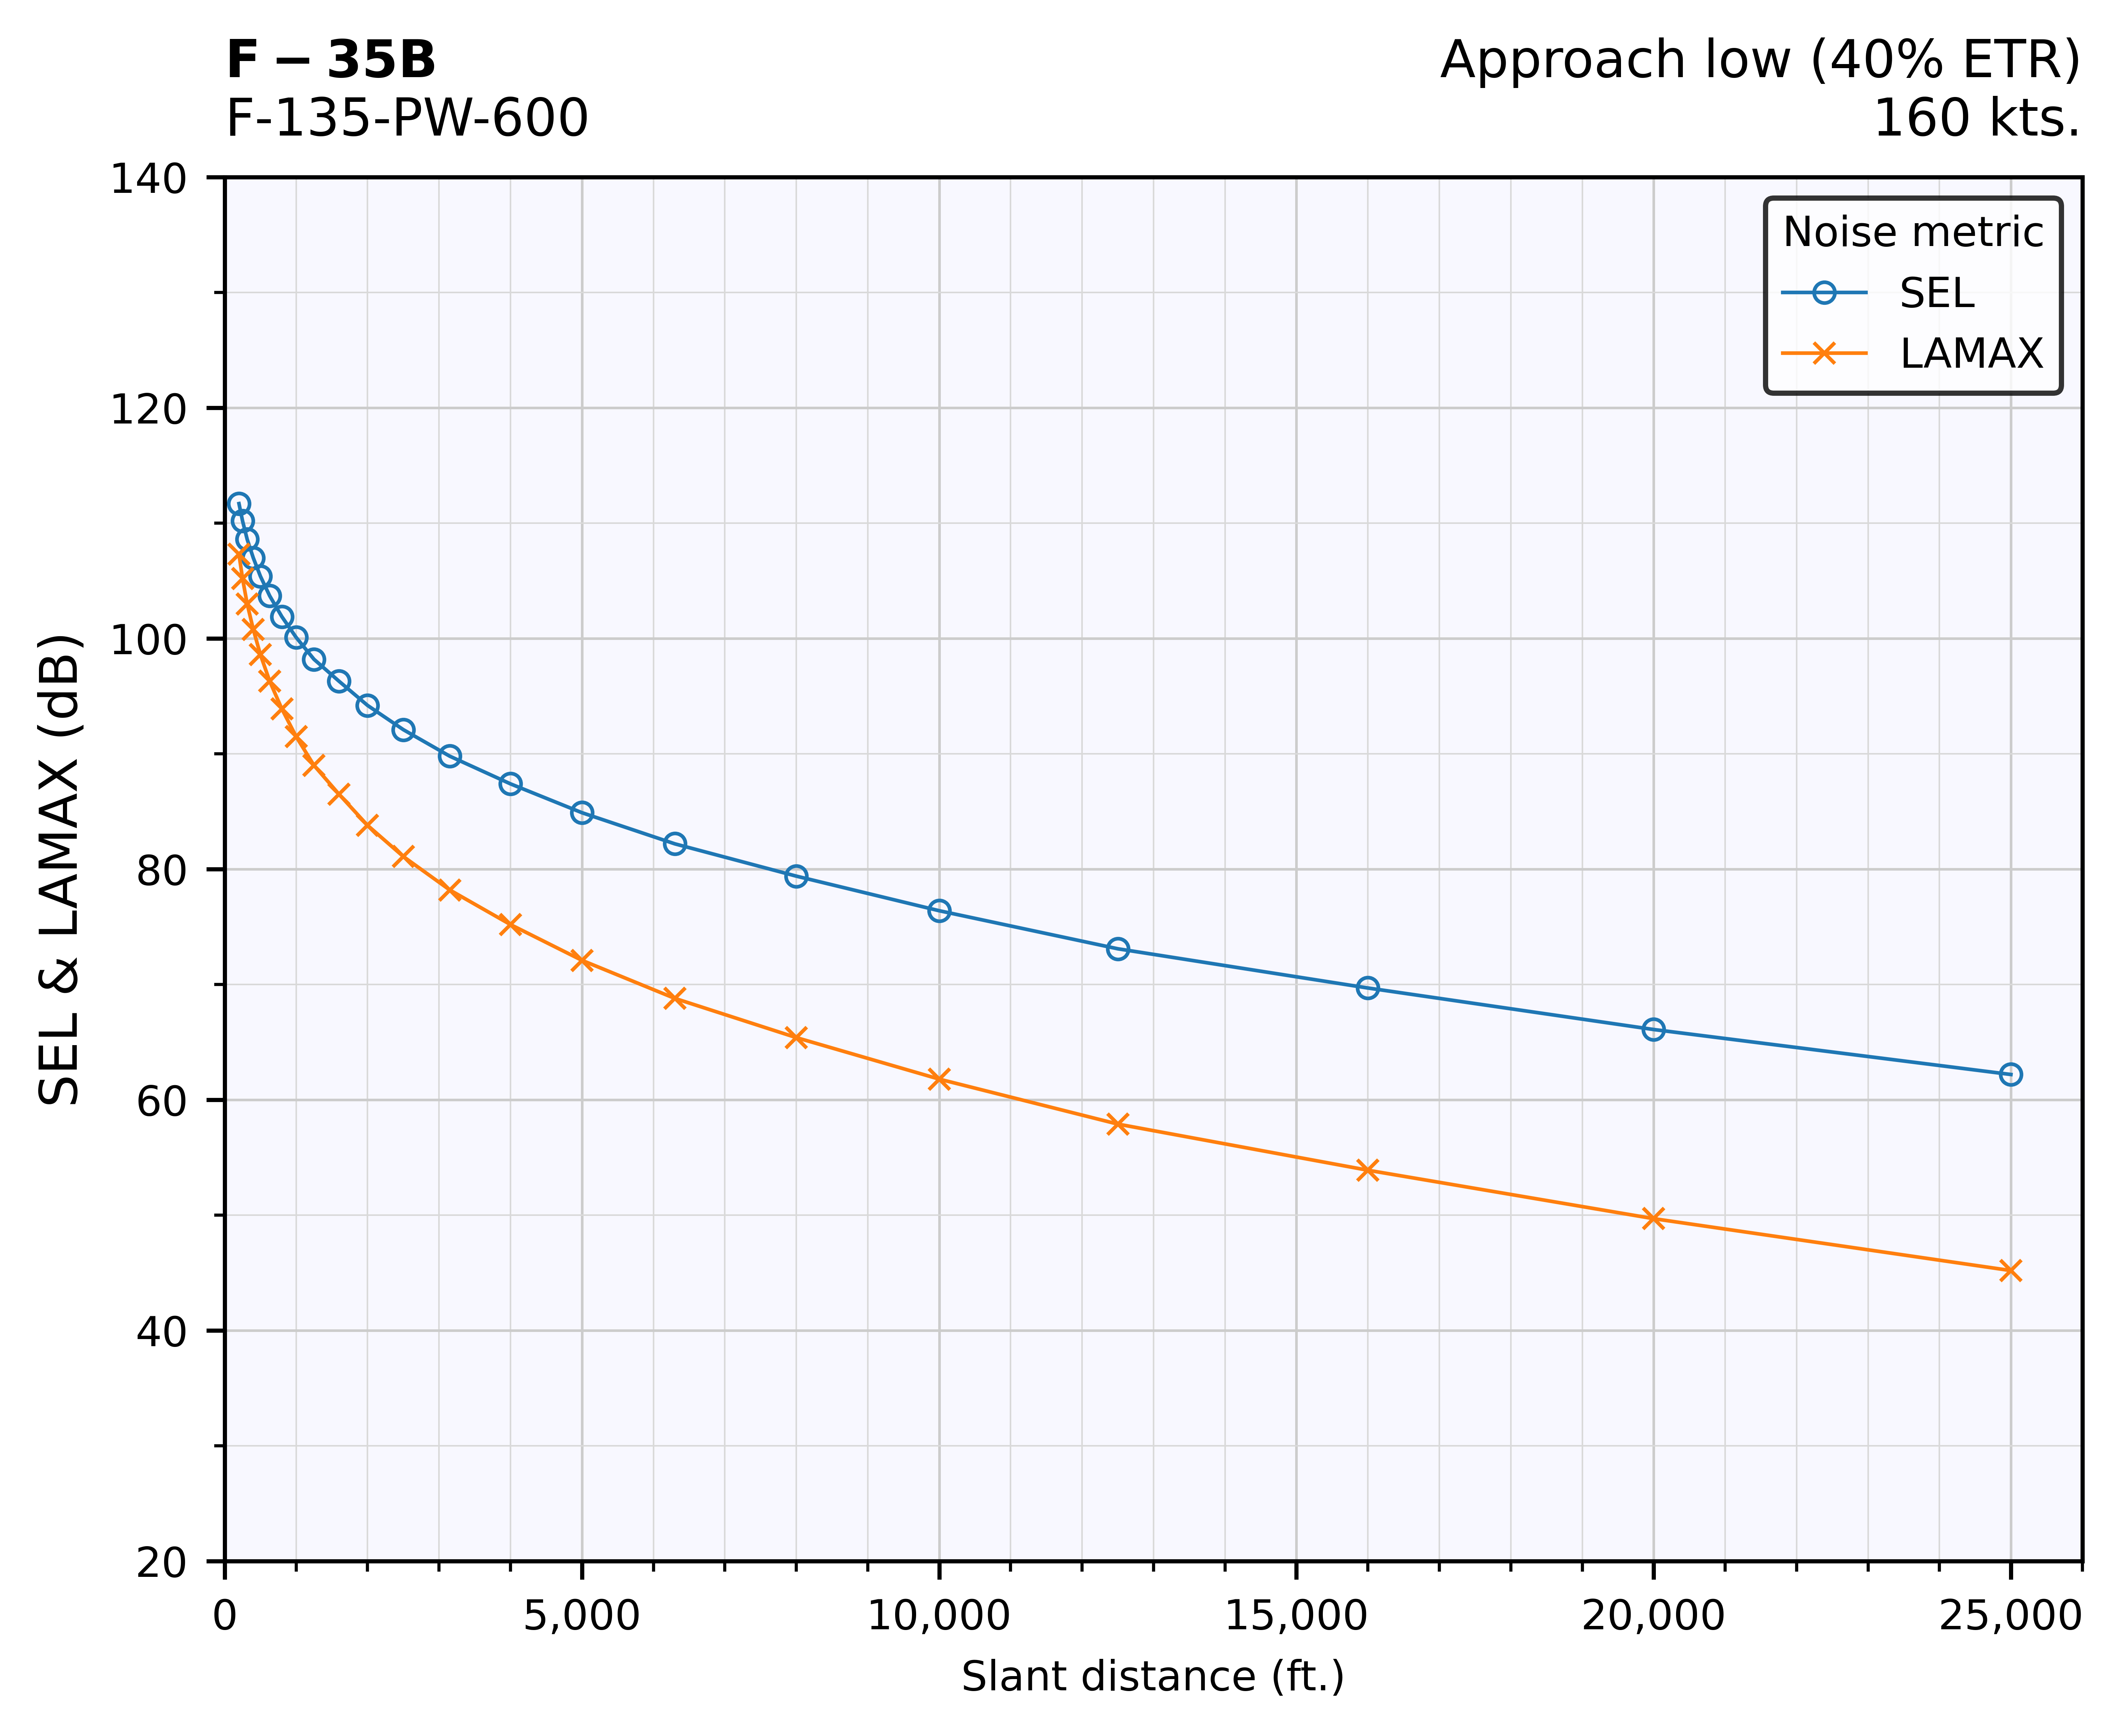 F − 35B
F-135-PW-600
Approach low (40% ETR)
160 kts.
Noise metric
SEL
LAMAX
SEL & LAMAX (dB)
140
120
100
80
60
40
20
0
5,000
10,000
15,000
20,000
25,000
Slant distance (ft.)